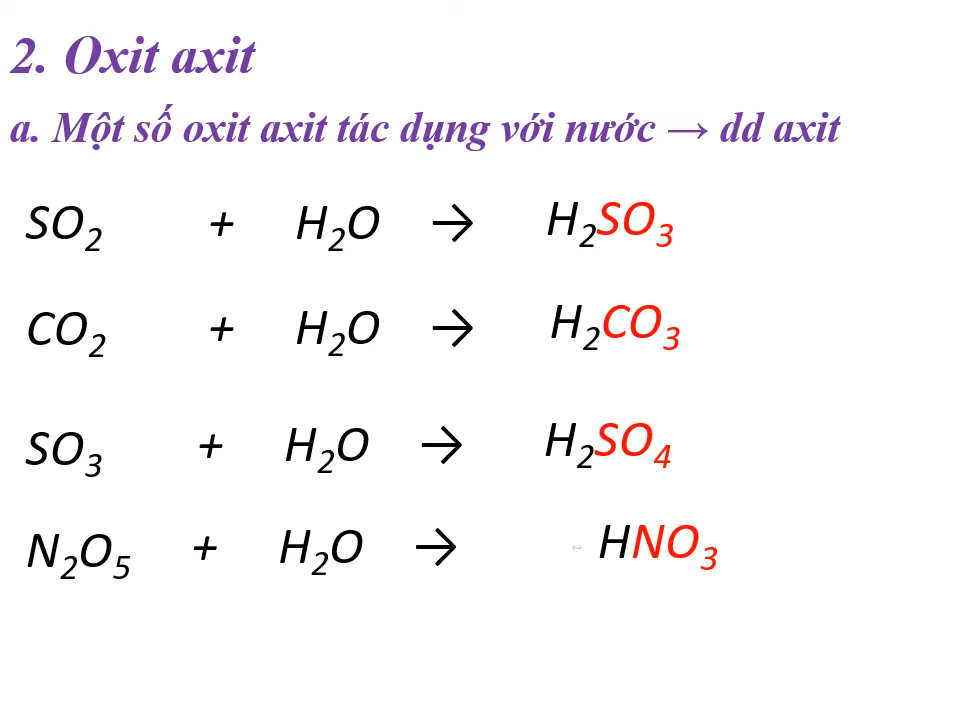 2. Oxit axit
a. Một số oxit axit tác dụng với nước → dd axit
SO₂ + H₂O → H₂SO₃
CO₂ + H₂O → H₂CO₃
SO₃ + H₂O → H₂SO₄
N₂O₅ + H₂O → HNO₃